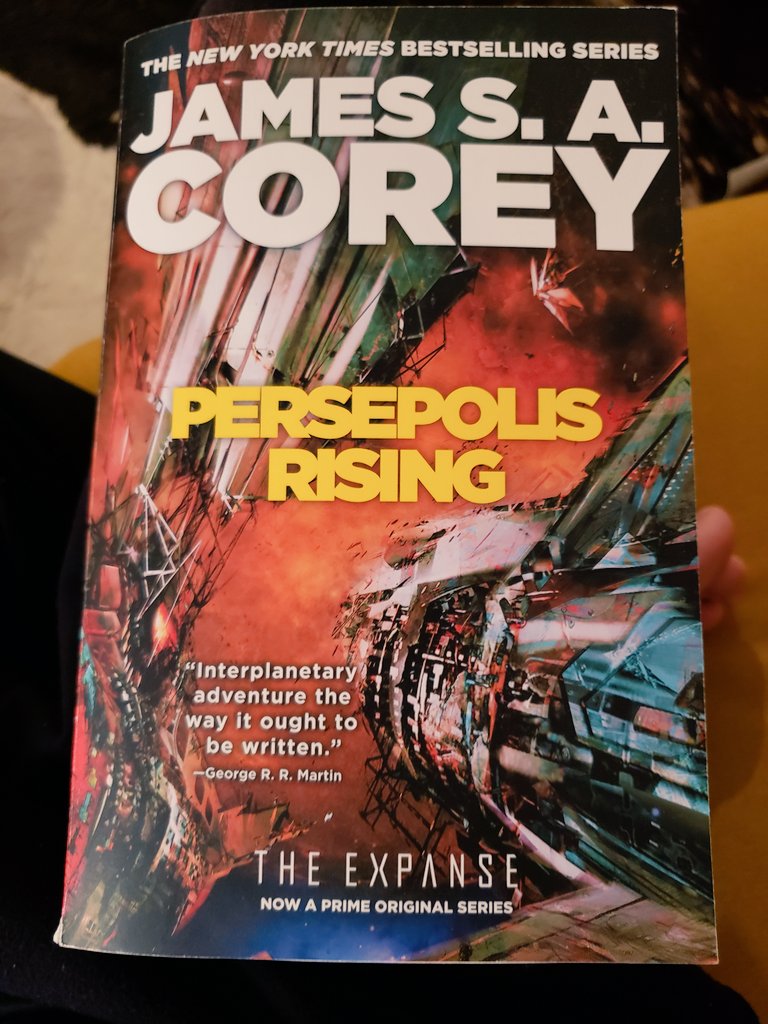 THE NEW YORK TIMES BESTSELLING SERIES
JAMES S. A.
COREY
PERSEPOLIS
RISING
“Interplanetary
adventure the
way it ought to
be written.”
—George R. R. Martin
THE EXPANSE
NOW A PRIME ORIGINAL SERIES